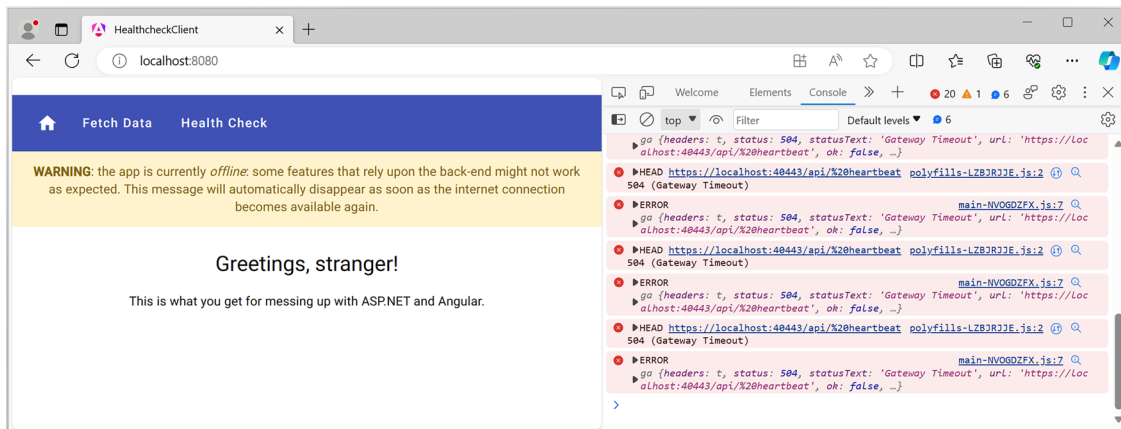 HealthcheckClient
localhost:8080
Welcome Elements Console 20 1 6
top Filter Default levels 6
Fetch Data Health Check
WARNING: the app is currently offline: some features that rely upon the back-end might not work
as expected. This message will automatically disappear as soon as the internet connection
becomes available again.
Greetings, stranger!
This is what you get for messing up with ASP.NET and Angular.
ga {headers: t, status: 504, statusText: 'Gateway Timeout', url: 'https://loc
alhost:40443/api/%20heartbeat', ok: false, …}
HEAD https://localhost:40443/api/%20heartbeat polyfills-LZBJRJJE.js:2
504 (Gateway Timeout)
ERROR main-NVOGDZFX.js:7
ga {headers: t, status: 504, statusText: 'Gateway Timeout', url: 'https://loc
alhost:40443/api/%20heartbeat', ok: false, …}
HEAD https://localhost:40443/api/%20heartbeat polyfills-LZBJRJJE.js:2
504 (Gateway Timeout)
ERROR main-NVOGDZFX.js:7
ga {headers: t, status: 504, statusText: 'Gateway Timeout', url: 'https://loc
alhost:40443/api/%20heartbeat', ok: false, …}
HEAD https://localhost:40443/api/%20heartbeat polyfills-LZBJRJJE.js:2
504 (Gateway Timeout)
ERROR main-NVOGDZFX.js:7
ga {headers: t, status: 504, statusText: 'Gateway Timeout', url: 'https://loc
alhost:40443/api/%20heartbeat', ok: false, …}